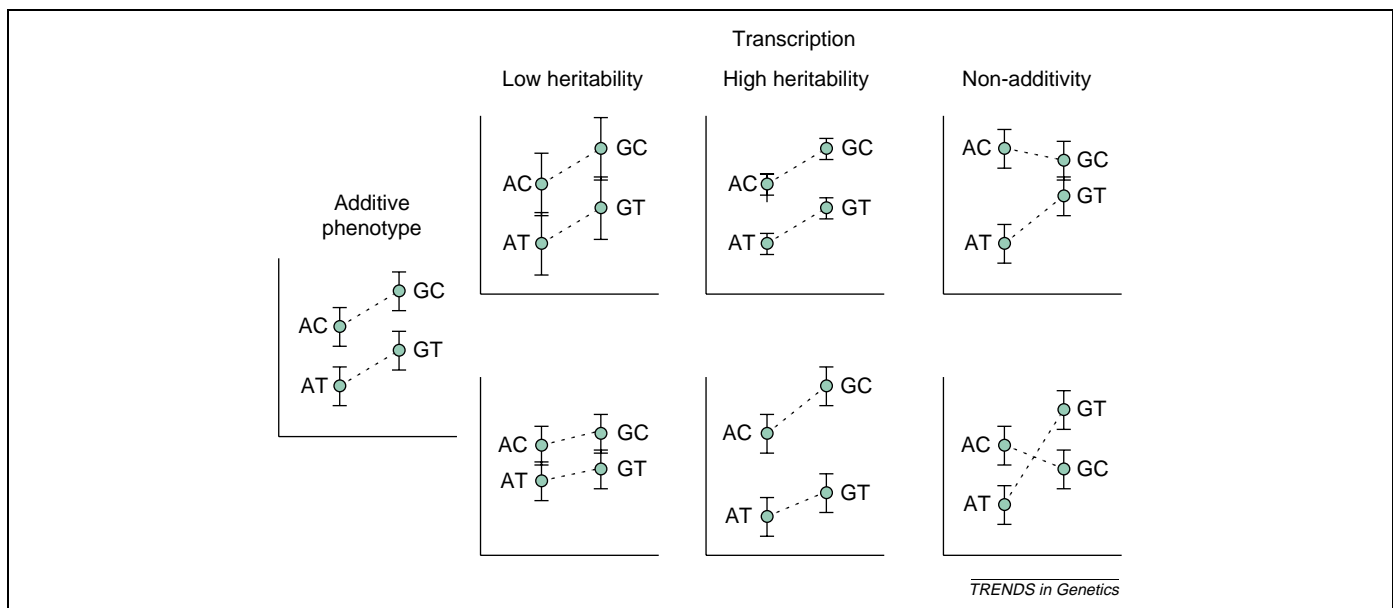 Transcription
Low heritability
High heritability
Non-additivity
AC
GC
AT
GT
AC
GC
AT
GT
AC
GC
AT
GT
Additive
phenotype
AC
GC
AT
GT
AC
GC
AT
GT
AC
GC
AT
GT
AC
GT
GC
AT
TRENDS in Genetics